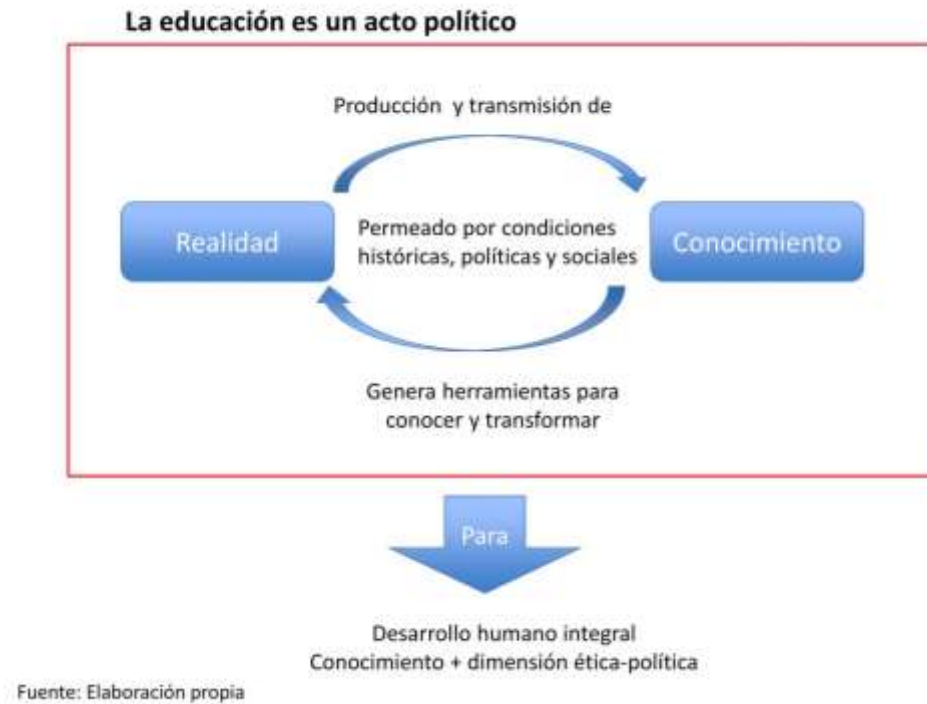 La educación es un acto político
Producción y transmisión de
Realidad
Permeado por condiciones
históricas, políticas y sociales
Conocimiento
Genera herramientas para
conocer y transformar
Para
Desarrollo humano integral
Conocimiento + dimensión ética-política
Fuente: Elaboración propia